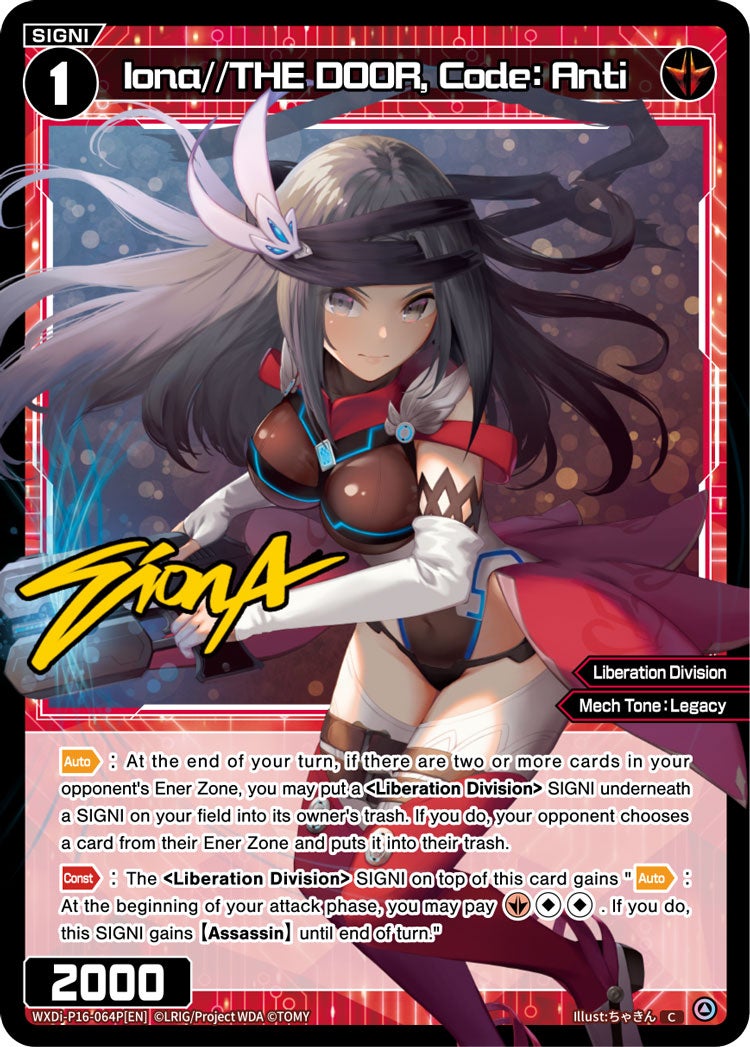 SIGNI
1
Iona//THE DOOR, Code: Anti
SionA
Liberation Division
Mech Tone:Legacy
Auto : At the end of your turn, if there are two or more cards in your
opponent's Ener Zone, you may put a <Liberation Division> SIGNI underneath
a SIGNI on your field into its owner's trash. If you do, your opponent chooses
a card from their Ener Zone and puts it into their trash.
Const : The <Liberation Division> SIGNI on top of this card gains " Auto :
At the beginning of your attack phase, you may pay . If you do,
this SIGNI gains 【Assassin】 until end of turn."
2000
WXDi-P16-064P[EN] ©LRIG/Project WDA ©TOMY
Illust:ちゃきん C